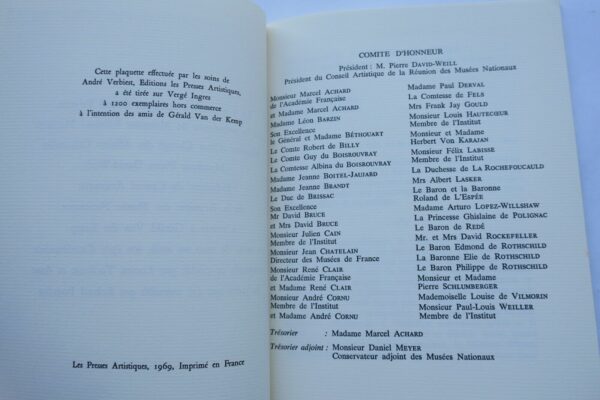 Cette plaquette effectuée par les soins de
André Verbiest, Editions les Presses Artistiques,
a été tirée sur Vergé Ingres
à 1200 exemplaires hors commerce
à l'intention des amis de Gérald Van der Kemp
Les Presses Artistiques, 1969, Imprimé en France
COMITE D'HONNEUR
Président : M. Pierre DAVID-WEILL
Président du Conseil Artistique de la Réunion des Musées Nationaux
Monsieur Marcel ACHARD
de l'Académie Française
et Madame Marcel ACHARD
Madame Léon BARZIN
Son Excellence
le Général et Madame BÉTHOUART
Le Comte Robert de BILLY
Le Comte Guy du BOISROUVRAY
La Comtesse Albina du BOISROUVRAY
Madame Jeanne BOITEL-JAUJARD
Madame Jeanne BRANDT
Le Duc de BRISSAC
Son Excellence
Mr David BRUCE
et Mrs David BRUCE
Monsieur Julien CAIN
Membre de l'Institut
Monsieur Jean CHATELAIN
Directeur des Musées de France
Monsieur René CLAIR
de l'Académie Française
et Madame René CLAIR
Monsieur André CORNU
Membre de l'Institut
et Madame André CORNU
Madame Paul DERVAL
La Comtesse de FELS
Mrs Frank Jay GOULD
Monsieur Louis HAUTECŒUR
Membre de l'Institut
Monsieur et Madame
Herbert Von KARAJAN
Monsieur Félix LABISSE
Membre de l'Institut
La Duchesse de LA ROCHEFOUCAULD
Mrs Albert LASKER
Le Baron et la Baronne
Roland de L'ESPÉE
Madame Arturo LOPEZ-WILLSHAW
La Princesse Ghislaine de POLIGNAC
Le Baron de REDÉ
Mr. et Mrs David ROCKEFELLER
Le Baron Edmond de ROTHSCHILD
La Baronne Elie de ROTHSCHILD
Le Baron Philippe de ROTHSCHILD
Monsieur et Madame
Pierre SCHLUMBERGER
Mademoiselle Louise de VILMORIN
Monsieur Paul-Louis WEILLER
Membre de l'Institut
Trésorier : Madame Marcel ACHARD
Trésorier adjoint : Monsieur Daniel MEYER
Conservateur adjoint des Musées Nationaux